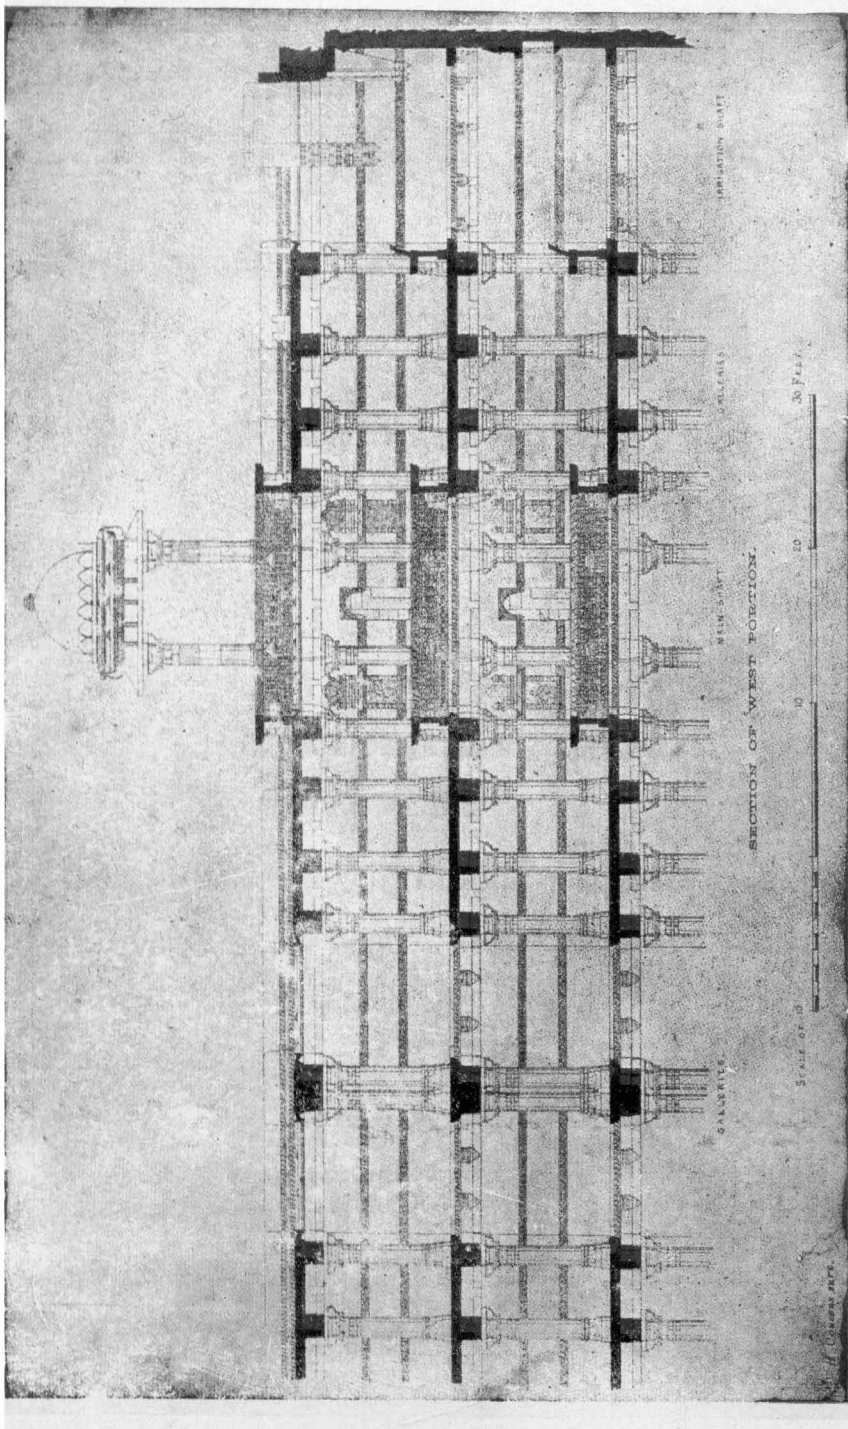 GALLERIES MAIN SHAFT GALLERIES IRRIGATION SHAFT
SECTION OF WEST PORTION.
SCALE OF 10 10 20 30 FEET.